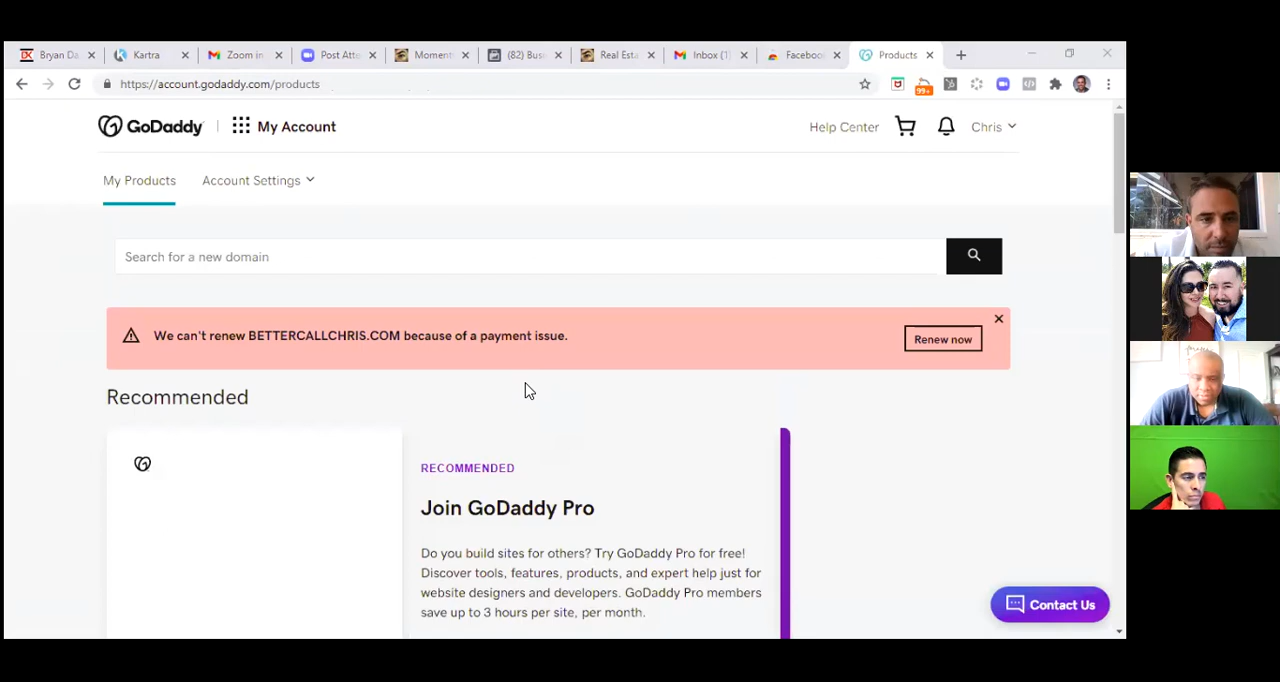 Bryan Da
Kartra
Zoom in
Post Atte
Moment
(82) Bus
Real Esta
Inbox (1)
Faceboo
Products
https://account.godaddy.com/products
99+
GoDaddy
My Account
Help Center
Chris
My Products
Account Settings
Search for a new domain
We can't renew BETTERCALLCHRIS.COM because of a payment issue.
Renew now
Recommended
RECOMMENDED
Join GoDaddy Pro
Do you build sites for others? Try GoDaddy Pro for free!
Discover tools, features, products, and expert help just for
website designers and developers. GoDaddy Pro members
save up to 3 hours per site, per month.
Contact Us